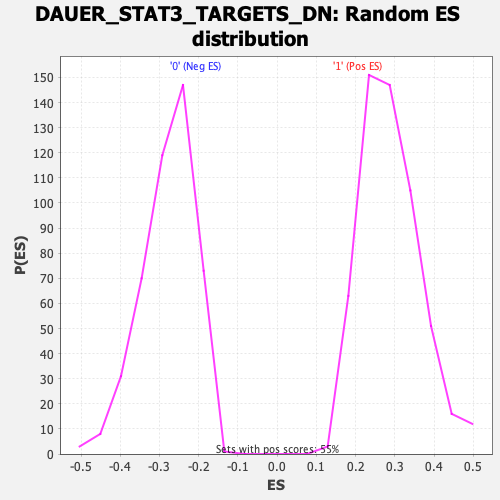 DAUER_STAT3_TARGETS_DN: Random ES
distribution
'0' (Neg ES)
'1' (Pos ES)
150
140
130
120
110
100
90
80
70
60
50
40
30
20
10
0
P(ES)
Sets with pos scores: 55%
-0.5 -0.4 -0.3 -0.2 -0.1 0.0 0.1 0.2 0.3 0.4 0.5
ES